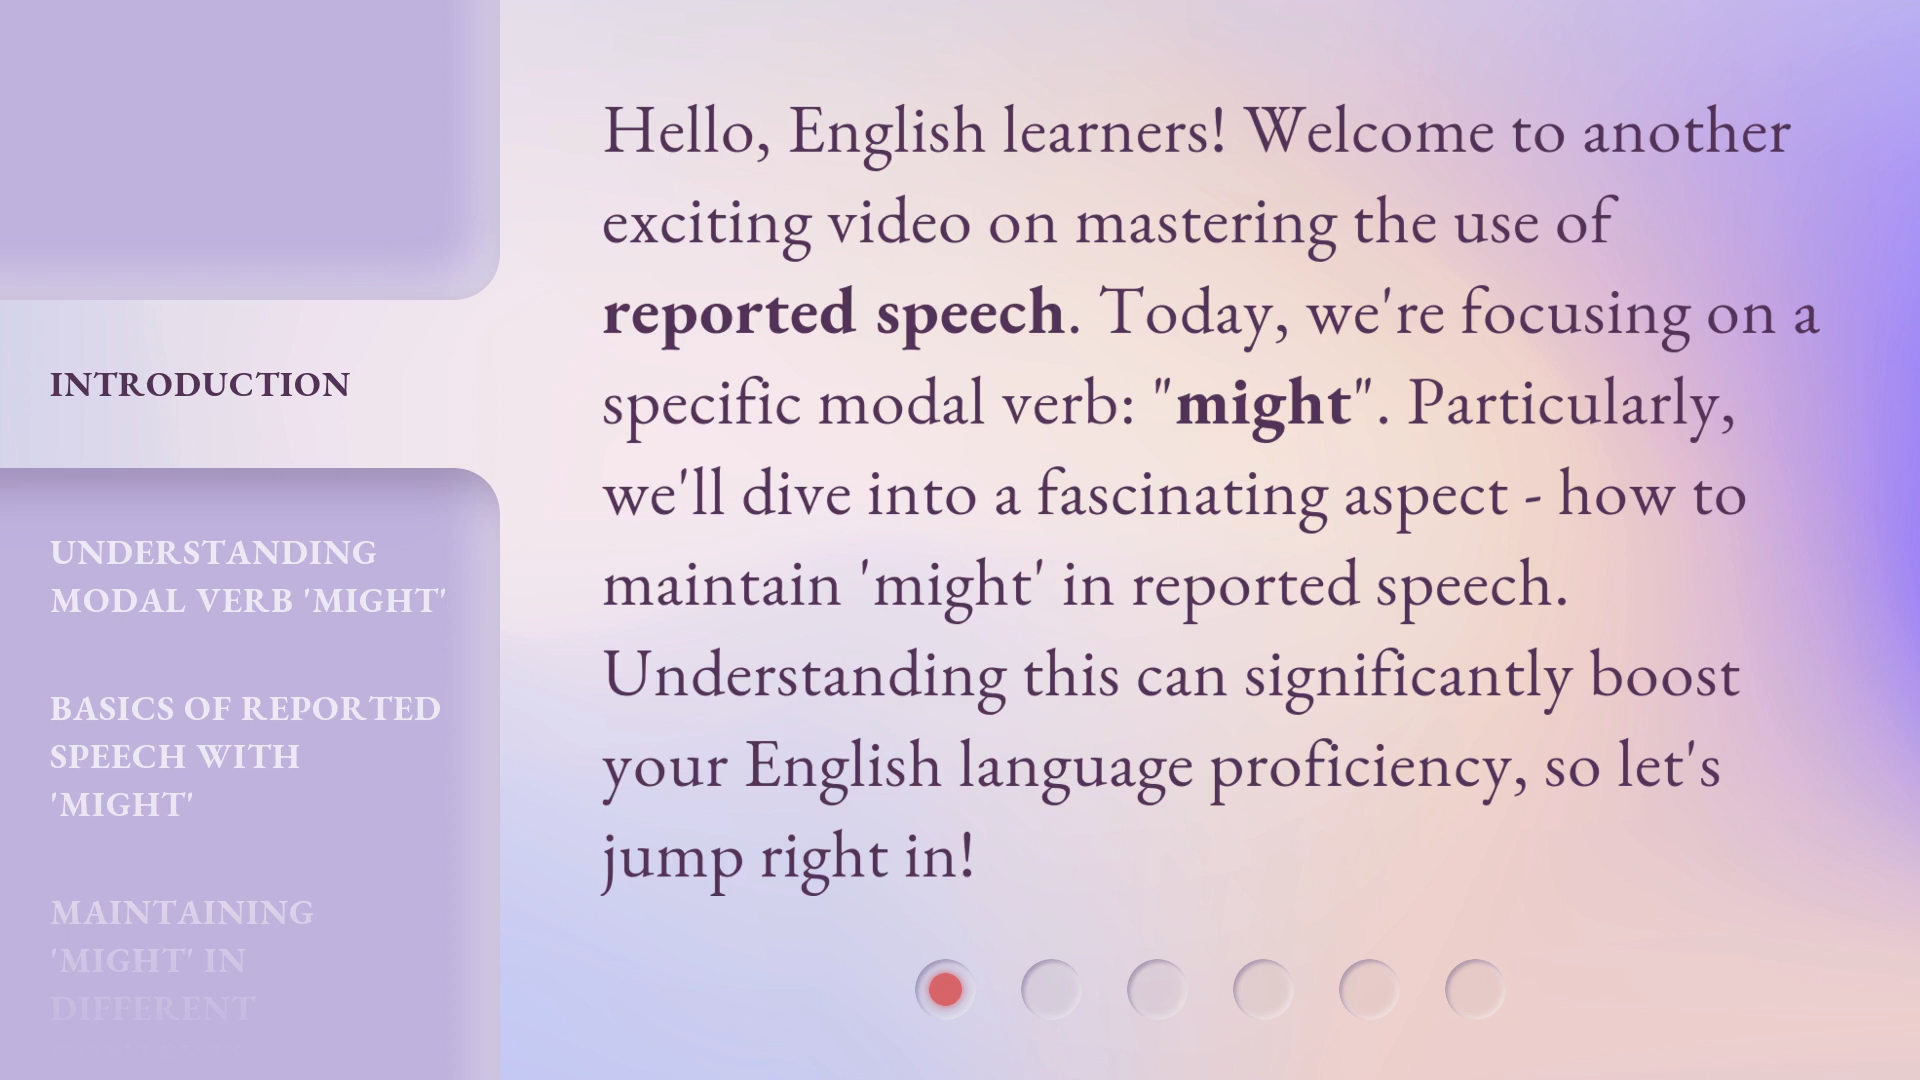 INTRODUCTION
UNDERSTANDING
MODAL VERB 'MIGHT'
BASICS OF REPORTED
SPEECH WITH
'MIGHT'
MAINTAINING
'MIGHT' IN
DIFFERENT
Hello, English learners! Welcome to another
exciting video on mastering the use of
reported speech. Today, we're focusing on a
specific modal verb: "might". Particularly,
we'll dive into a fascinating aspect - how to
maintain 'might' in reported speech.
Understanding this can significantly boost
your English language proficiency, so let's
jump right in!